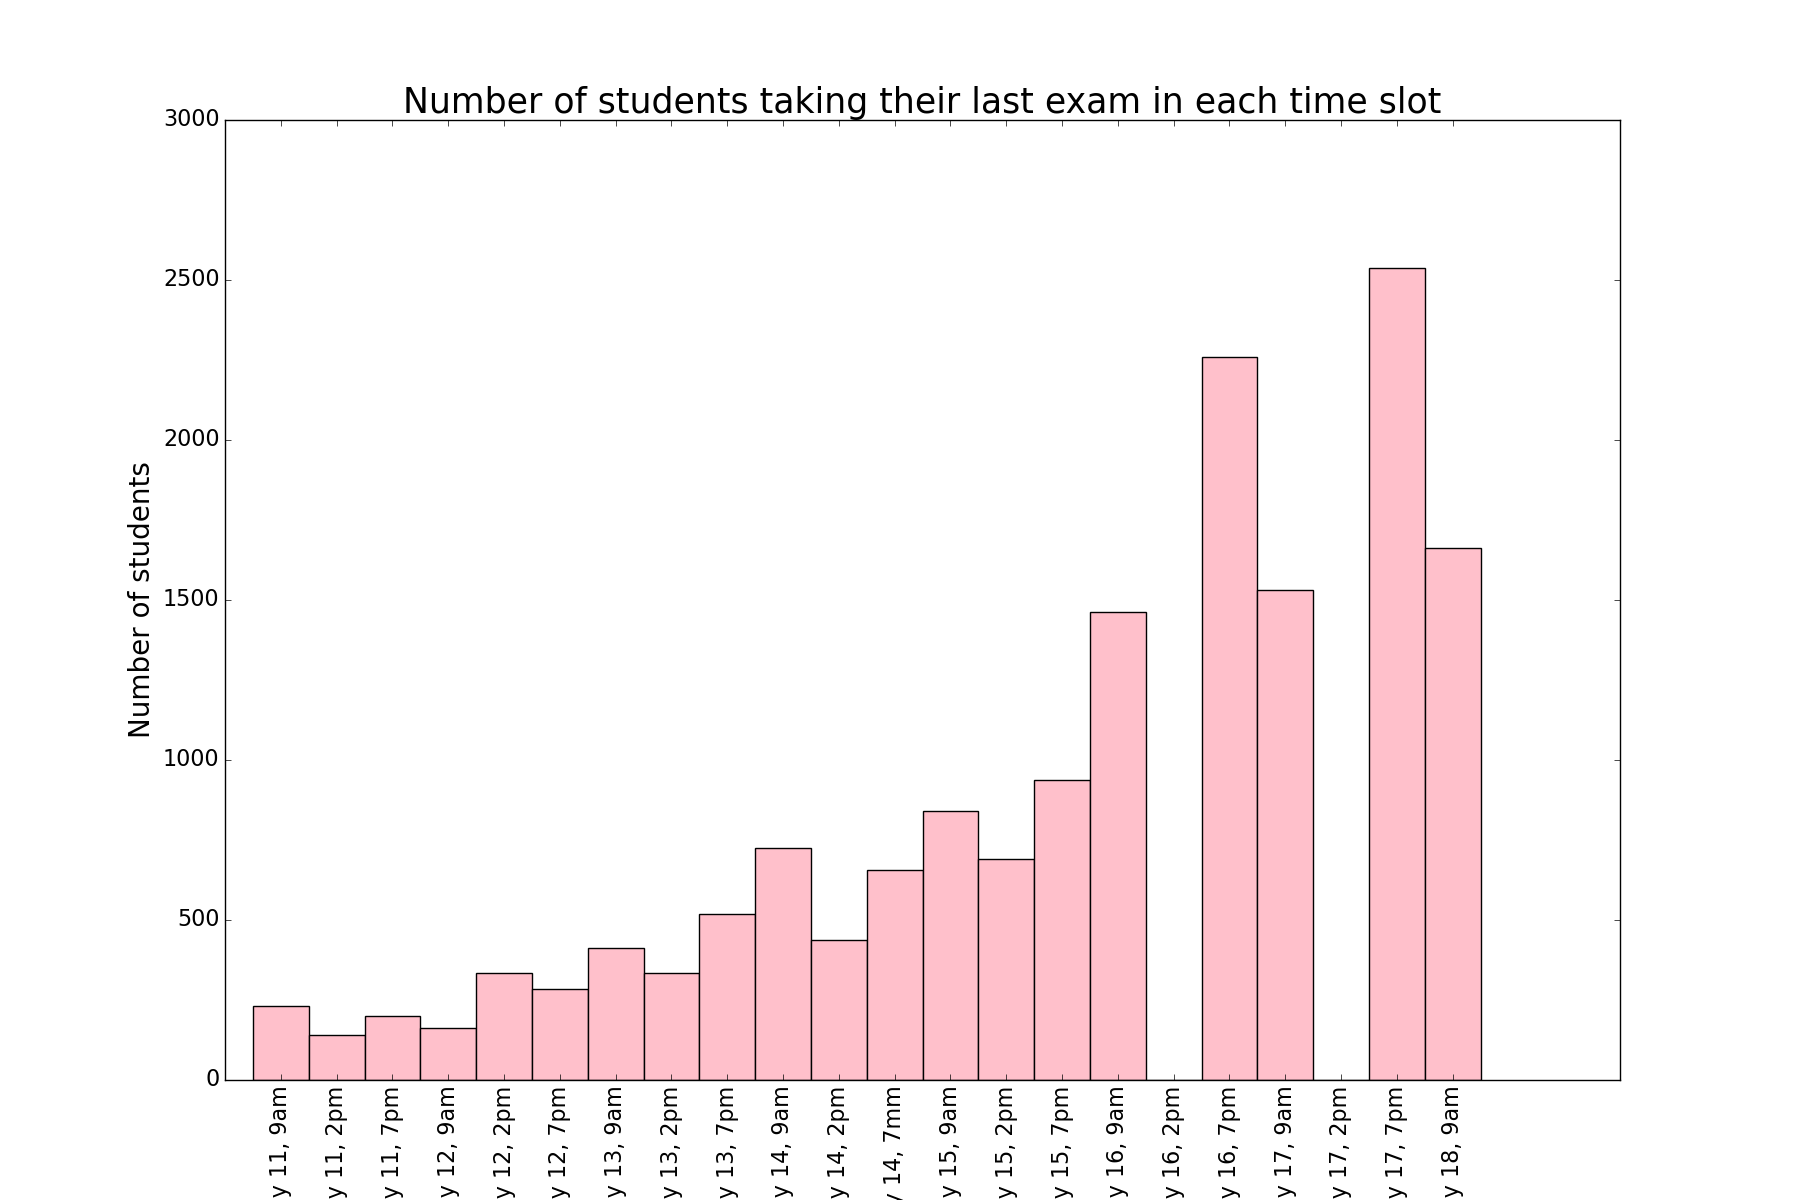 Number of students taking their last exam in each time slot
Number of students
3000
2500
2000
1500
1000
500
0
y 11, 9am
y 11, 2pm
y 11, 7pm
y 12, 9am
y 12, 2pm
y 12, 7pm
y 13, 9am
y 13, 2pm
y 13, 7pm
y 14, 9am
y 14, 2pm
y 14, 7mm
y 15, 9am
y 15, 2pm
y 15, 7pm
y 16, 9am
y 16, 2pm
y 16, 7pm
y 17, 9am
y 17, 2pm
y 17, 7pm
y 18, 9am